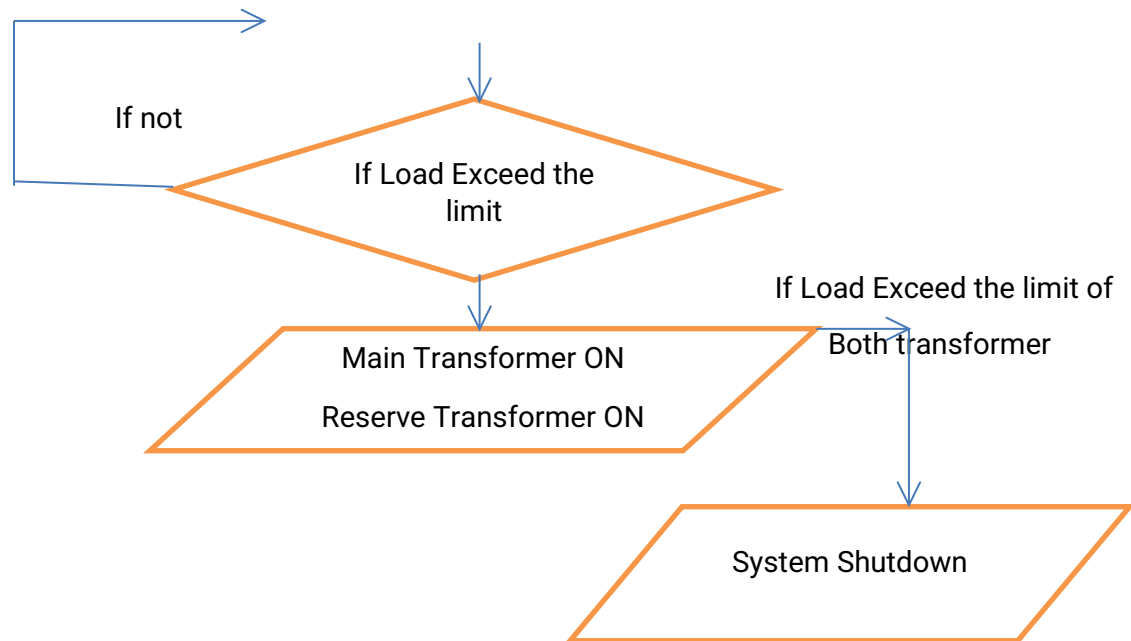 If not
If Load Exceed the
limit
If Load Exceed the limit of
Both transformer
Main Transformer ON
Reserve Transformer ON
System Shutdown